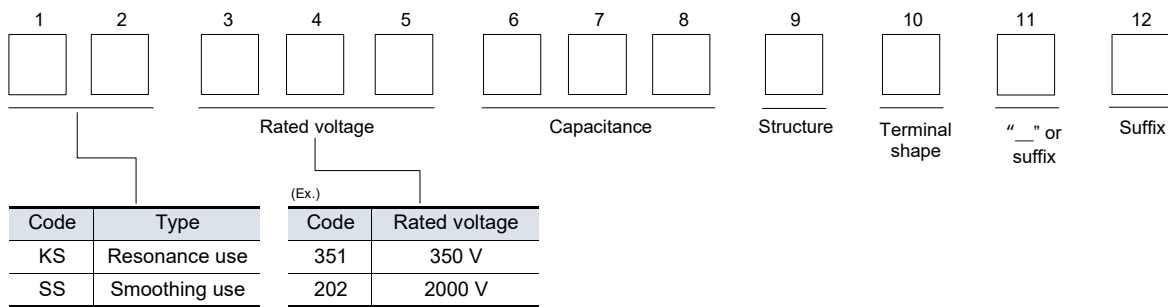 1 2 3 4 5 6 7 8 9 10 11 12
Rated voltage Capacitance Structure Terminal shape "__" or suffix Suffix
(Ex.)
Code Type
KS Resonance use
SS Smoothing use
Code Rated voltage
351 350 V
202 2000 V